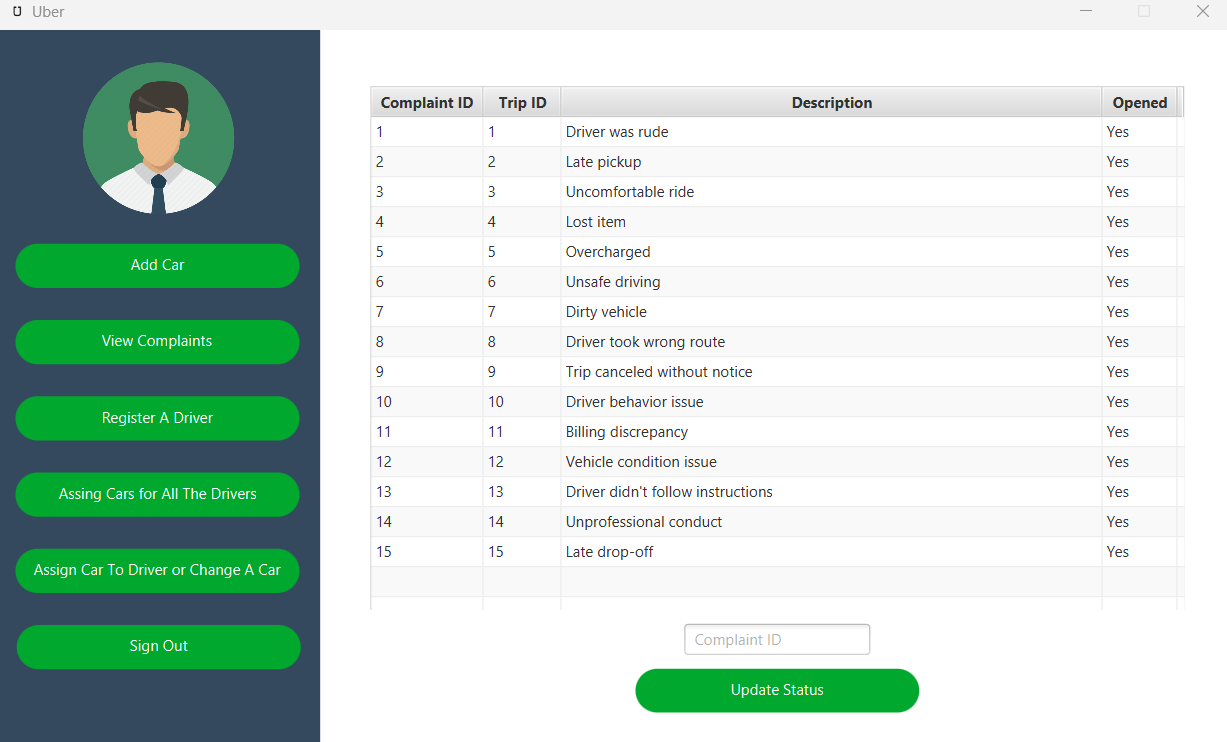 Uber
Add Car
View Complaints
Register A Driver
Assing Cars for All The Drivers
Assign Car To Driver or Change A Car
Sign Out
Complaint ID Trip ID Description Opened
1 1 Driver was rude Yes
2 2 Late pickup Yes
3 3 Uncomfortable ride Yes
4 4 Lost item Yes
5 5 Overcharged Yes
6 6 Unsafe driving Yes
7 7 Dirty vehicle Yes
8 8 Driver took wrong route Yes
9 9 Trip canceled without notice Yes
10 10 Driver behavior issue Yes
11 11 Billing discrepancy Yes
12 12 Vehicle condition issue Yes
13 13 Driver didn't follow instructions Yes
14 14 Unprofessional conduct Yes
15 15 Late drop-off Yes
Complaint ID
Update Status